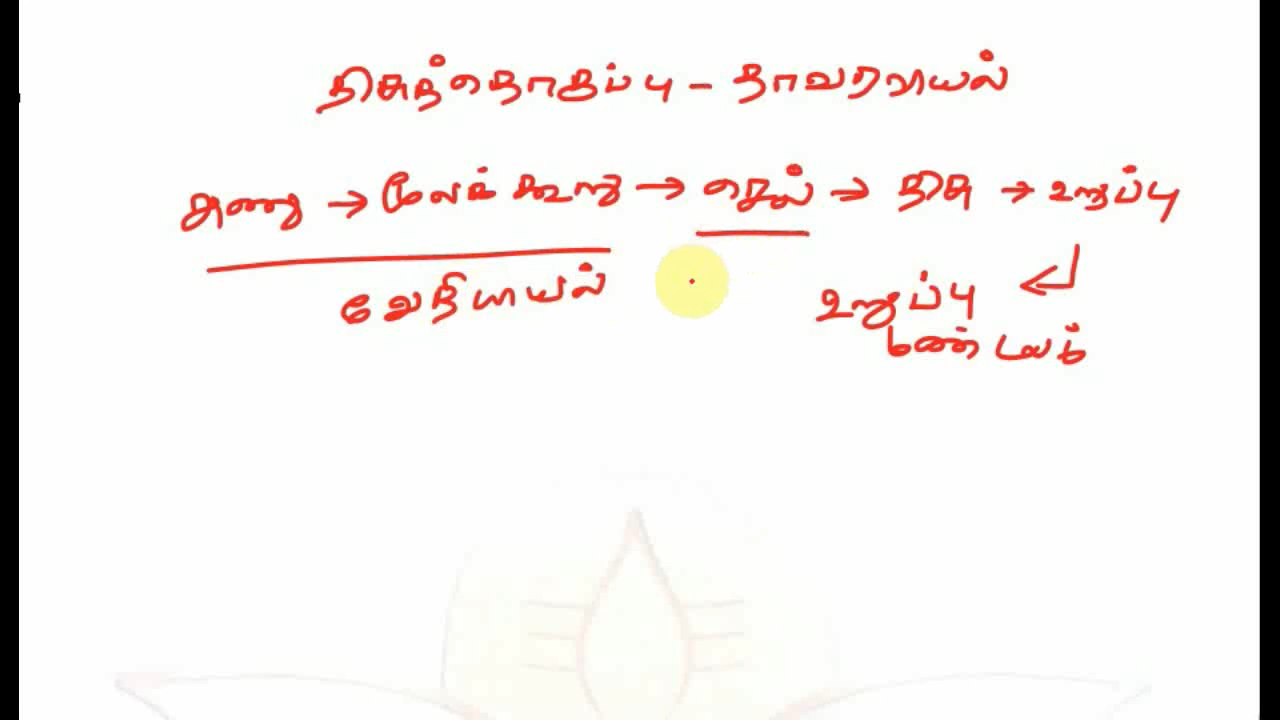 திசுத்தொகுப்பு - தாவரவியல்
அணு → மூலக்கூறு → செல் → திசு → உறுப்பு
வேதியியல்
உறுப்பு
மண்டலம்